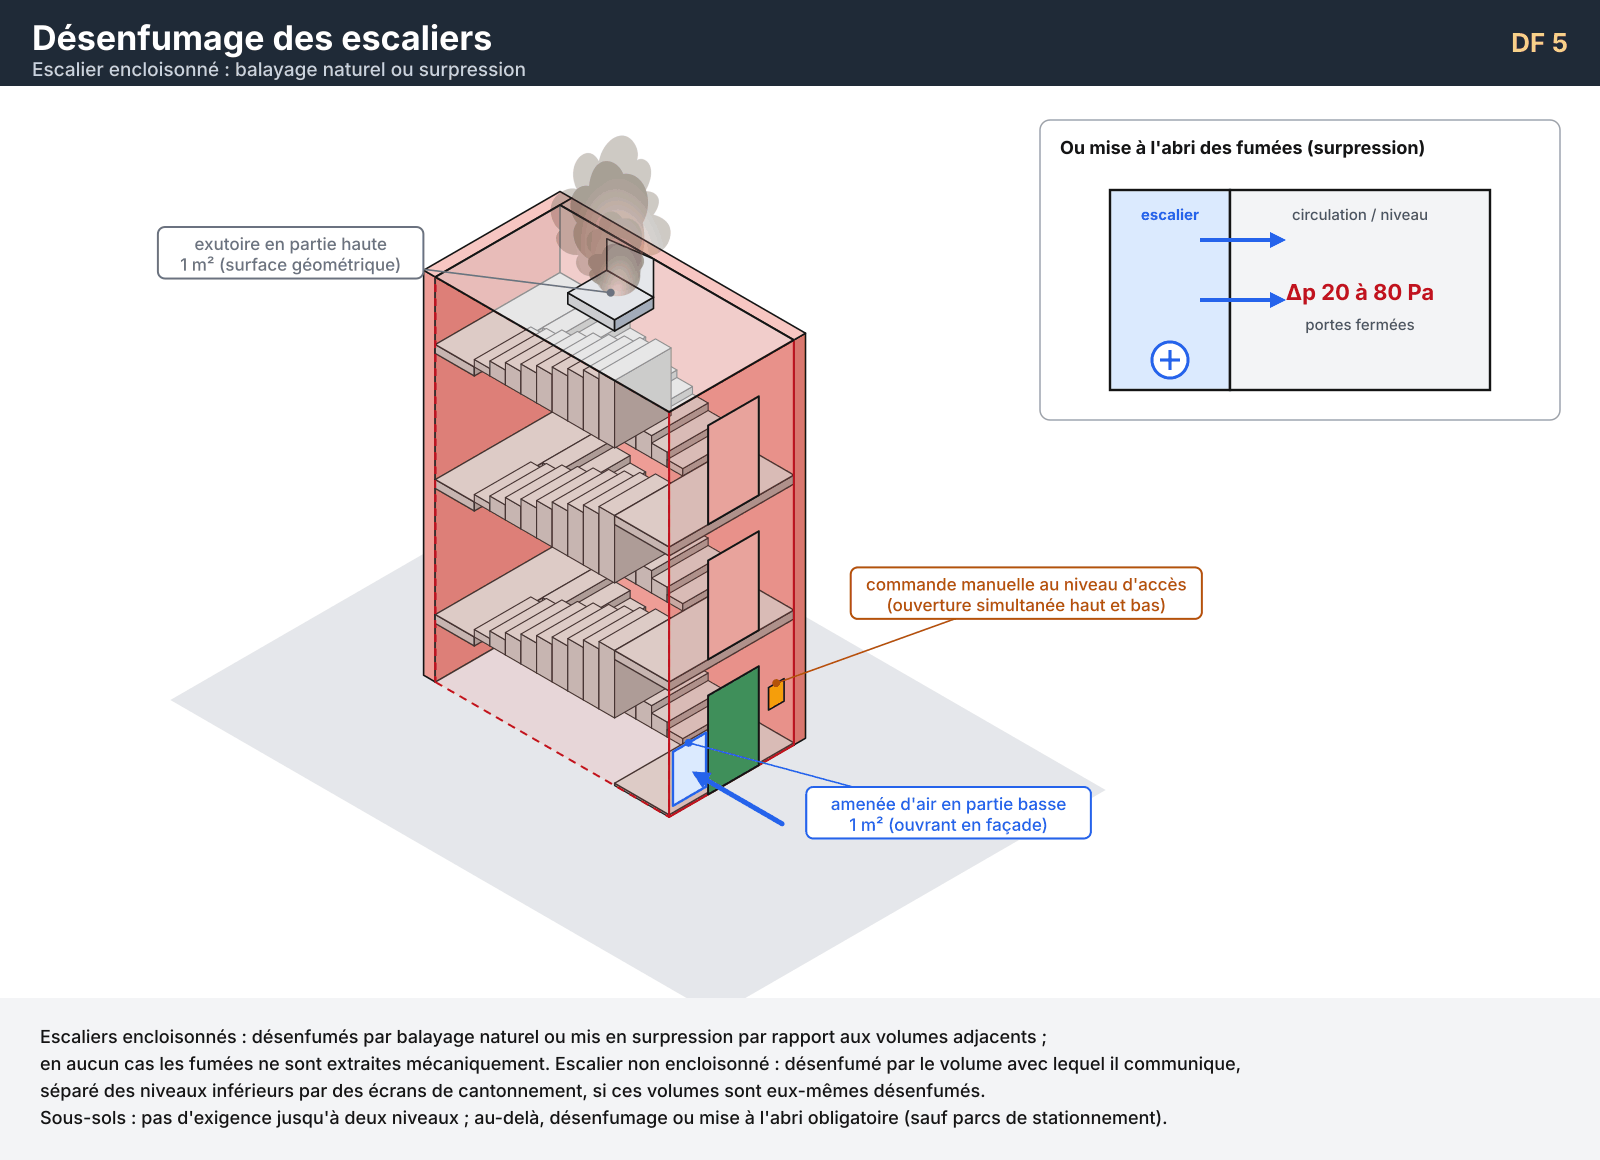 Désenfumage des escaliers
Escalier encloisonné : balayage naturel ou surpression
DF 5
Ou mise à l'abri des fumées (surpression)
escalier
circulation / niveau
Δp 20 à 80 Pa
portes fermées
exutoire en partie haute
1 m² (surface géométrique)
commande manuelle au niveau d'accès
(ouverture simultanée haut et bas)
amenée d'air en partie basse
1 m² (ouvrant en façade)
Escaliers encloisonnés : désenfumés par balayage naturel ou mis en surpression par rapport aux volumes adjacents ;
en aucun cas les fumées ne sont extraites mécaniquement. Escalier non encloisonné : désenfumé par le volume avec lequel il communique,
séparé des niveaux inférieurs par des écrans de cantonnement, si ces volumes sont eux-mêmes désenfumés.
Sous-sols : pas d'exigence jusqu'à deux niveaux ; au-delà, désenfumage ou mise à l'abri obligatoire (sauf parcs de stationnement).